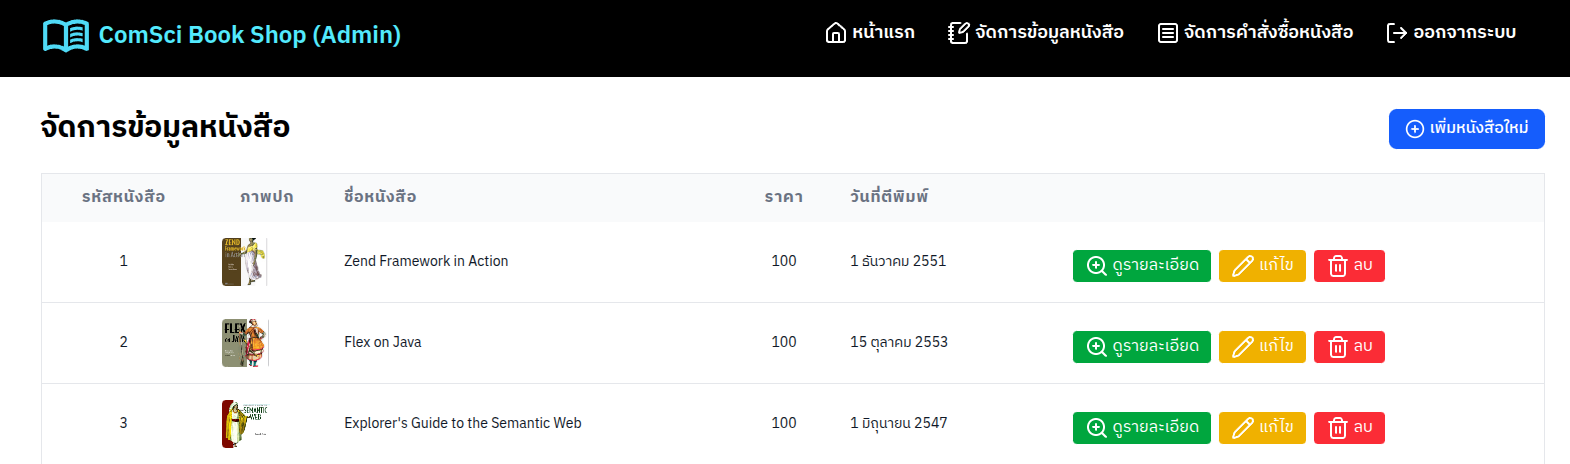 ComSci Book Shop (Admin)
หน้าแรก
จัดการข้อมูลหนังสือ
จัดการคำสั่งซื้อหนังสือ
ออกจากระบบ
จัดการข้อมูลหนังสือ
เพิ่มหนังสือใหม่
รหัสหนังสือ ภาพปก ชื่อหนังสือ ราคา วันที่ตีพิมพ์
1 Zend Framework in Action 100 1 ธันวาคม 2551 ดูรายละเอียด แก้ไข ลบ
2 Flex on Java 100 15 ตุลาคม 2553 ดูรายละเอียด แก้ไข ลบ
3 Explorer's Guide to the Semantic Web 100 1 มิถุนายน 2547 ดูรายละเอียด แก้ไข ลบ